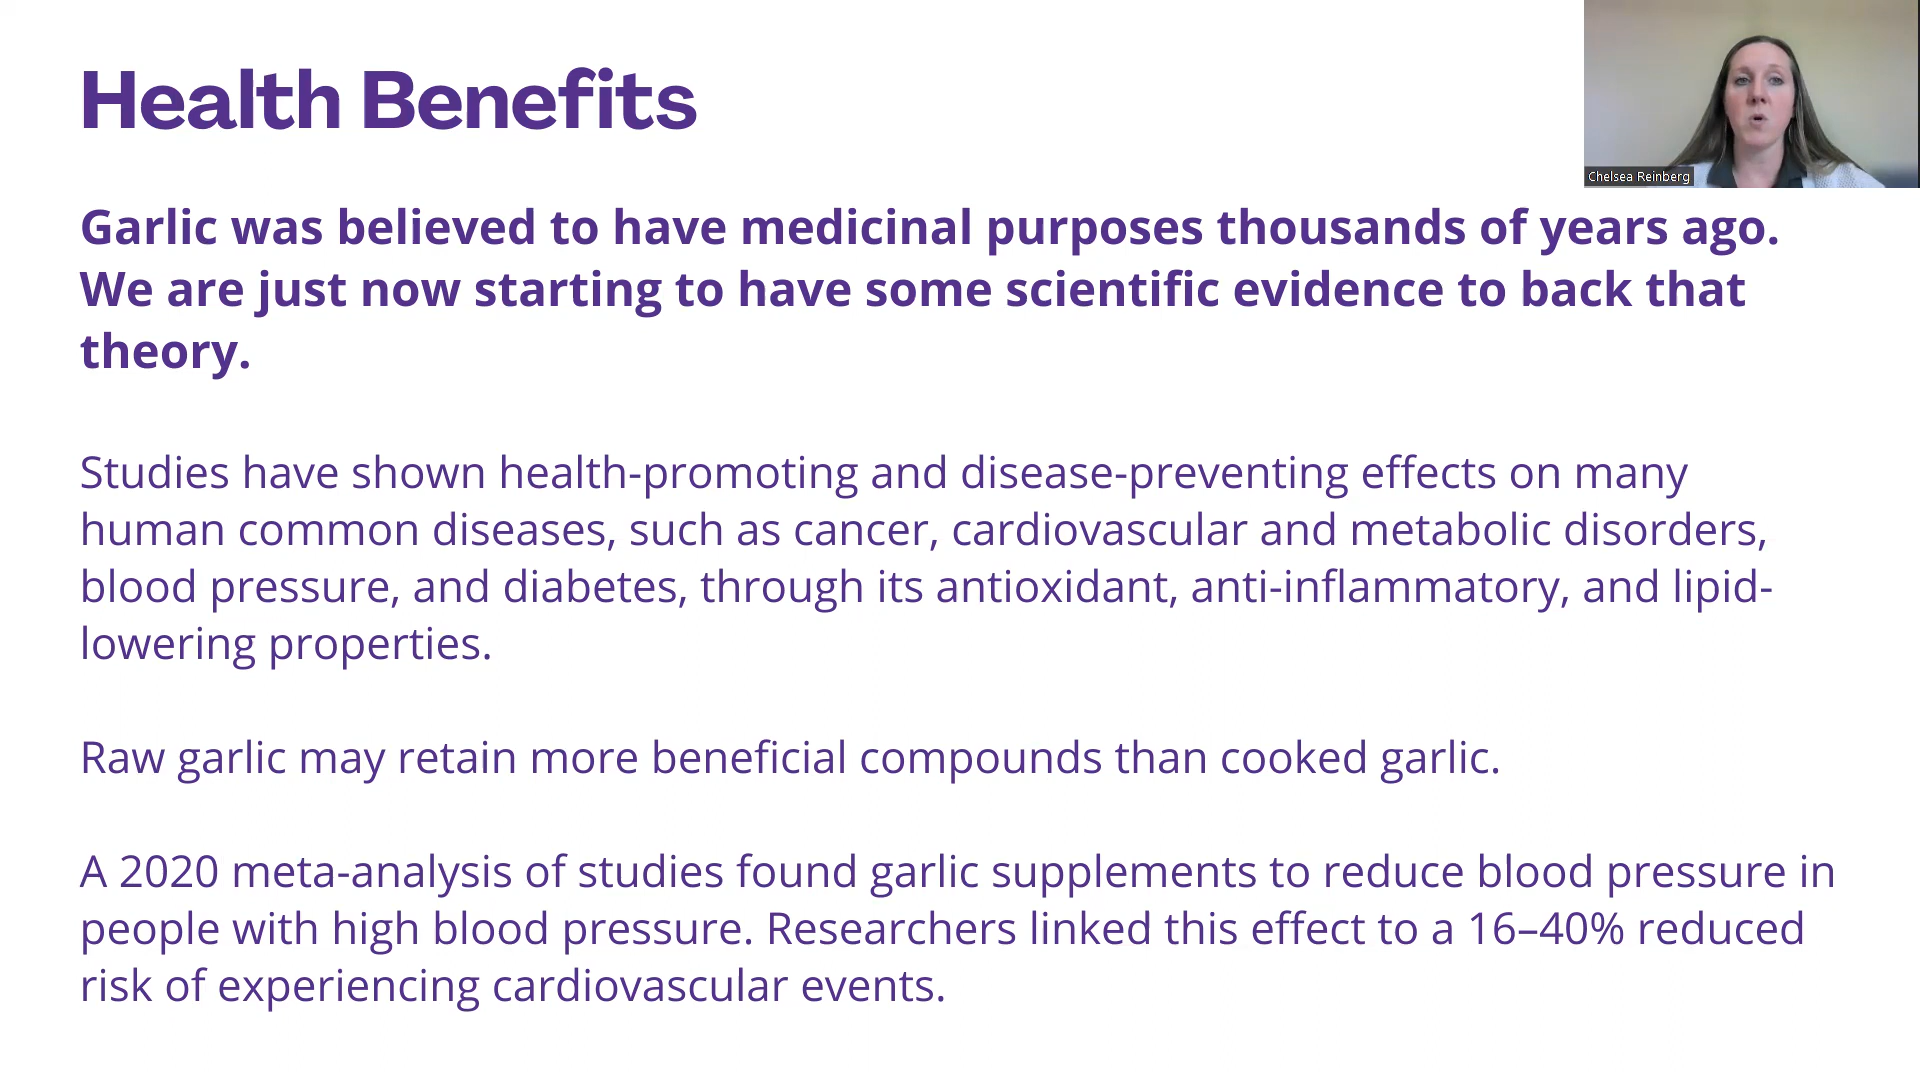 Health Benefits
Chelsea Reinberg
Garlic was believed to have medicinal purposes thousands of years ago.
We are just now starting to have some scientific evidence to back that
theory.
Studies have shown health-promoting and disease-preventing effects on many
human common diseases, such as cancer, cardiovascular and metabolic disorders,
blood pressure, and diabetes, through its antioxidant, anti-inflammatory, and lipid-
lowering properties.
Raw garlic may retain more beneficial compounds than cooked garlic.
A 2020 meta-analysis of studies found garlic supplements to reduce blood pressure in
people with high blood pressure. Researchers linked this effect to a 16–40% reduced
risk of experiencing cardiovascular events.